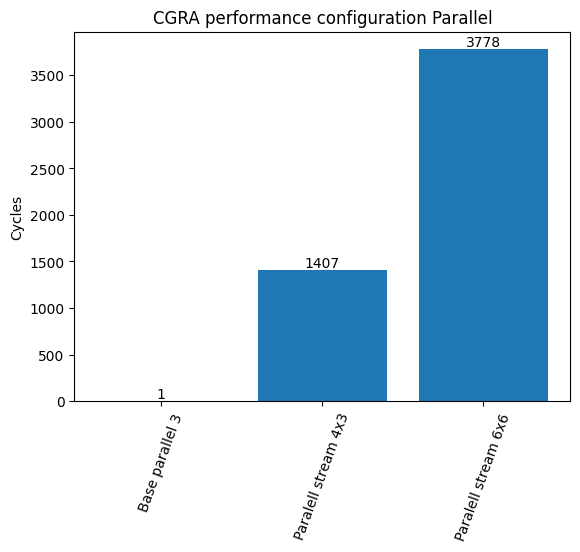 CGRA performance configuration Parallel
3778
3500
3000
2500
2000
1500
1407
1000
500
1
0
Cycles
Base parallel 3
Paralell stream 4x3
Paralell stream 6x6